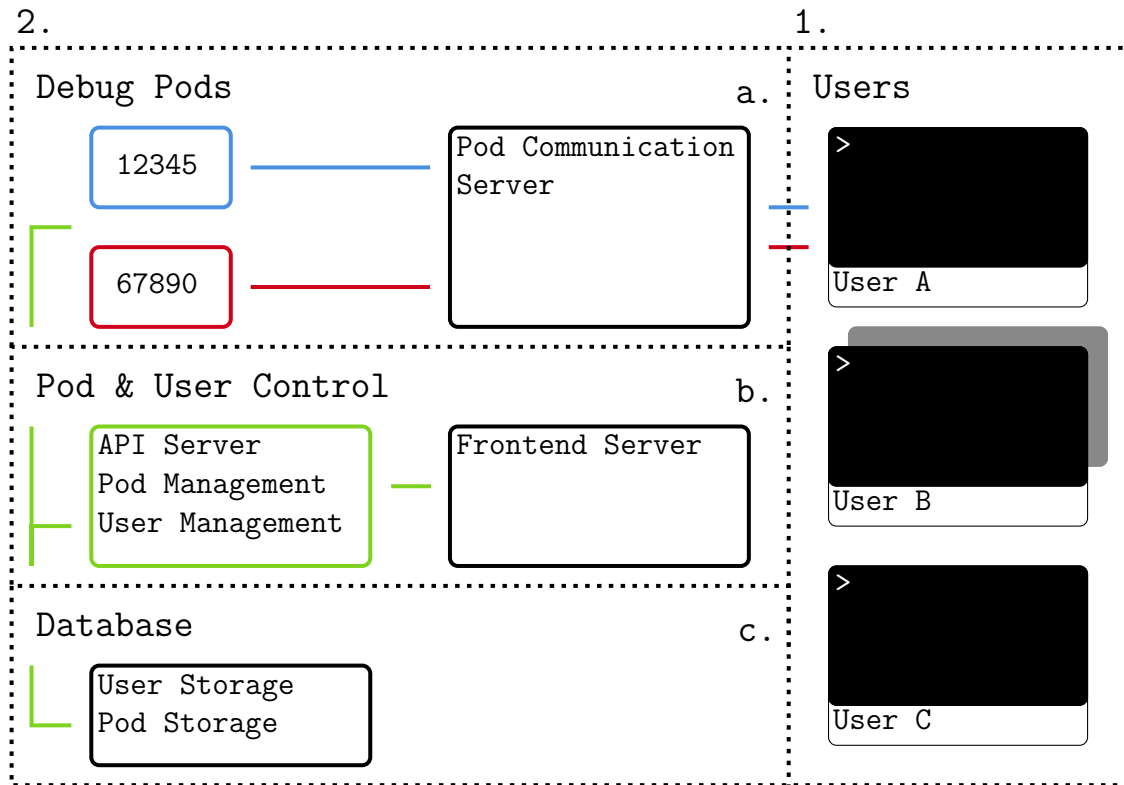 2.
1.
Debug Pods
a.
12345
67890
Pod Communication
Server
Pod & User Control
b.
API Server
Pod Management
User Management
Frontend Server
Database
c.
User Storage
Pod Storage
Users
>
User A
>
User B
>
User C